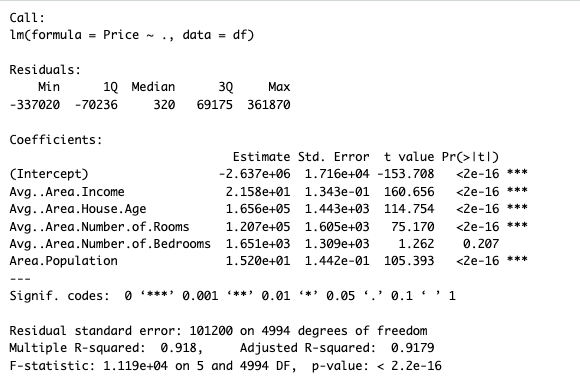 Call:
lm(formula = Price ~ ., data = df)
Residuals:
Min 1Q Median 3Q Max
-337020 -70236 320 69175 361870
Coefficients:
Estimate Std. Error t value Pr(>|t|)
(Intercept) -2.637e+06 1.716e+04 -153.708 <2e-16 ***
Avg..Area.Income 2.158e+01 1.343e-01 160.656 <2e-16 ***
Avg..Area.House.Age 1.656e+05 1.443e+03 114.754 <2e-16 ***
Avg..Area.Number.of.Rooms 1.207e+05 1.605e+03 75.170 <2e-16 ***
Avg..Area.Number.of.Bedrooms 1.651e+03 1.309e+03 1.262 0.207
Area.Population 1.520e+01 1.442e-01 105.393 <2e-16 ***
---
Signif. codes: 0 ‘***’ 0.001 ‘**’ 0.01 ‘*’ 0.05 ‘.’ 0.1 ‘ ’ 1
Residual standard error: 101200 on 4994 degrees of freedom
Multiple R-squared: 0.918, Adjusted R-squared: 0.9179
F-statistic: 1.119e+04 on 5 and 4994 DF, p-value: < 2.2e-16